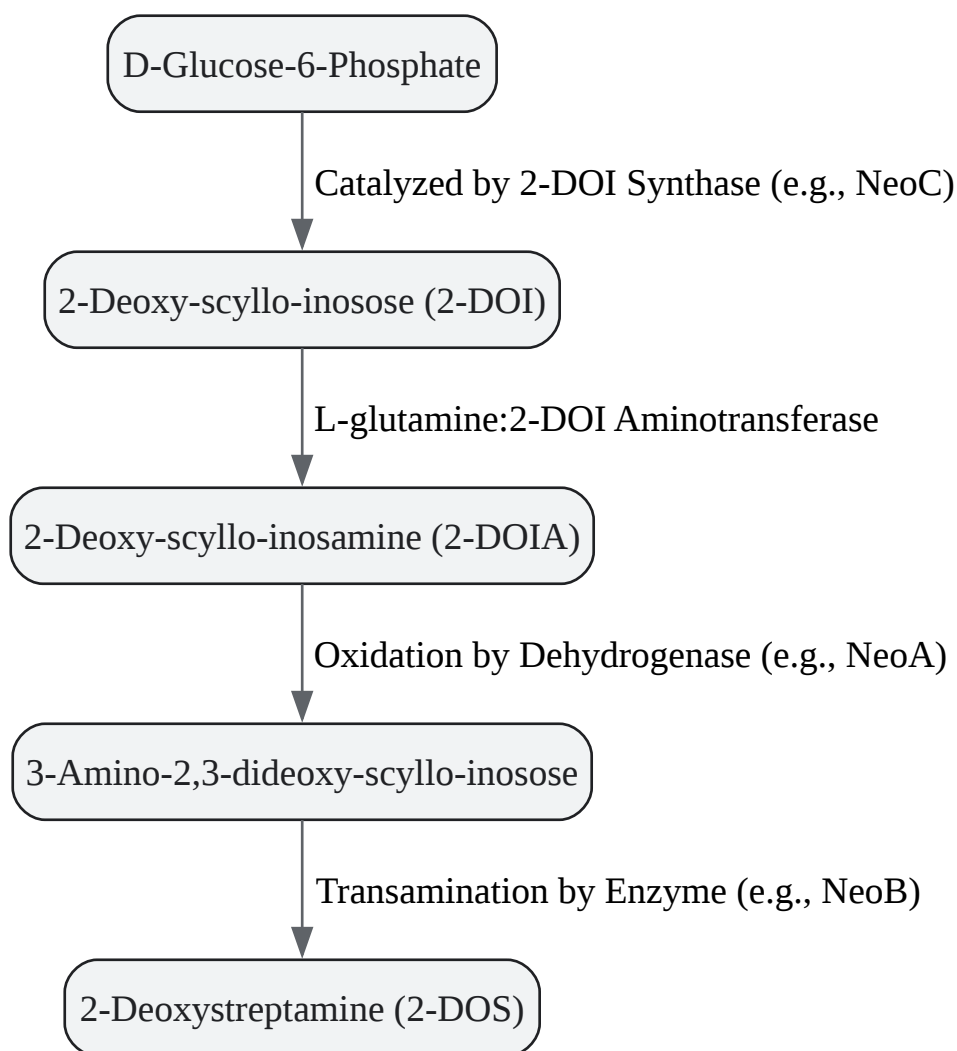 D-Glucose-6-Phosphate
Catalyzed by 2-DOI Synthase (e.g., NeoC)
2-Deoxy-scyllo-inosose (2-DOI)
L-glutamine:2-DOI Aminotransferase
2-Deoxy-scyllo-inosamine (2-DOIA)
Oxidation by Dehydrogenase (e.g., NeoA)
3-Amino-2,3-dideoxy-scyllo-inosose
Transamination by Enzyme (e.g., NeoB)
2-Deoxystreptamine (2-DOS)